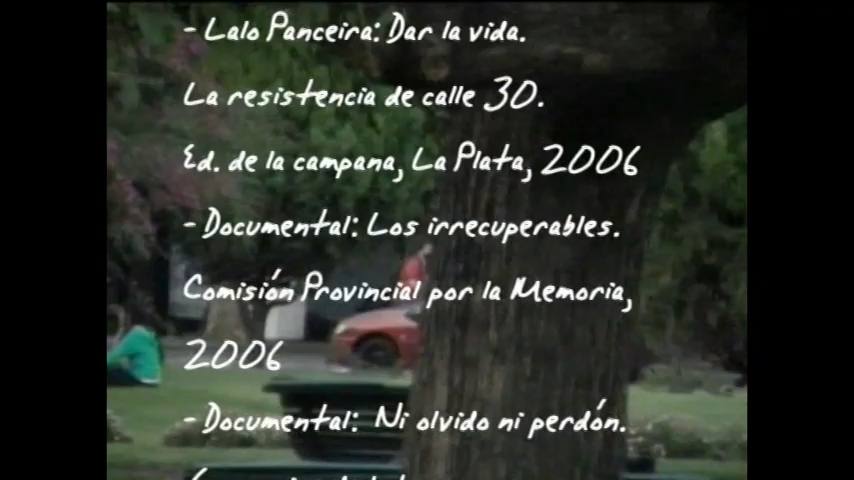 - Lalo Panceira: Dar la vida.
La resistencia de calle 30.
Ed. de la campana, La Plata, 2006
- Documental: Los irrecuperables.
Comisión Provincial por la Memoria,
2006
- Documental: Ni olvido ni perdón.